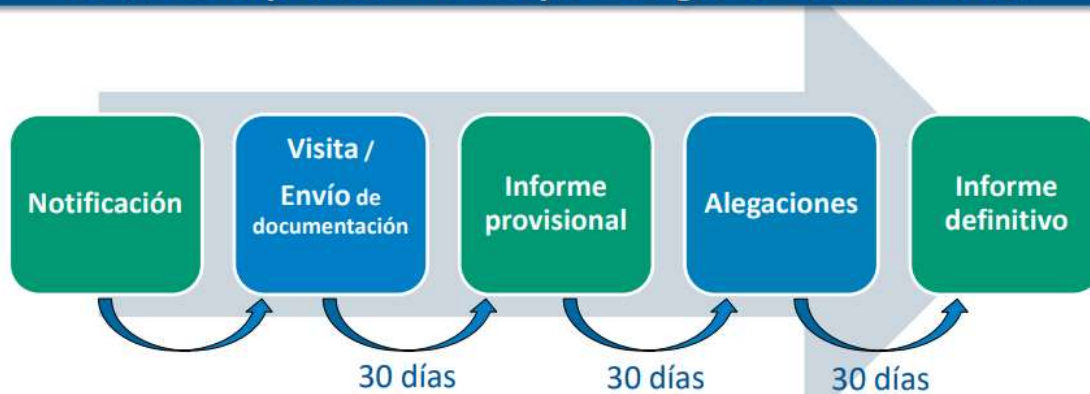 Notificación
Visita /
Envío de
documentación
Informe
provisional
Alegaciones
Informe
definitivo
30 días
30 días
30 días